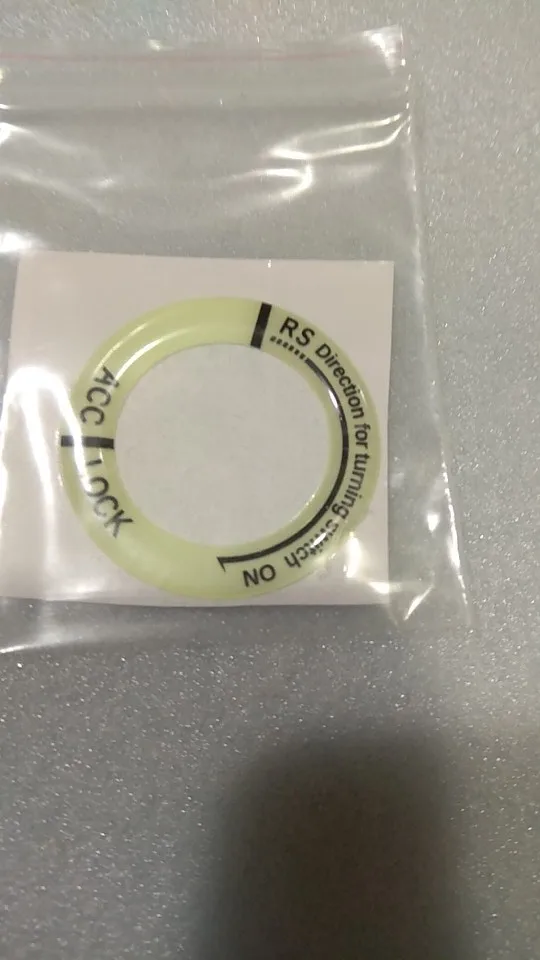 ACC
LOCK
RS Direction for turning switch ON